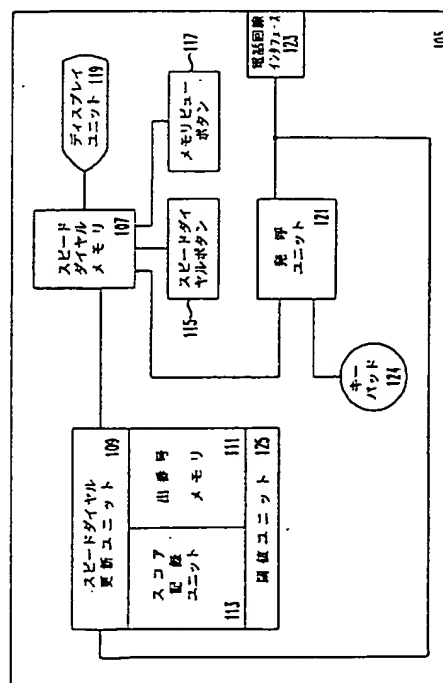 スピードダイヤル
更新ユニット 109
スコア
記録
ユニット
113
出番号
メモリ
111
閾値ユニット 125
スピード
ダイヤル
メモリ
107
ディスプレイ
ユニット 119
スピードダイ
ヤルボタン
115
メモリビュー
ボタン
117
キー
パッド
124
発呼
ユニット
121
電話回線
インタフェース
123
105